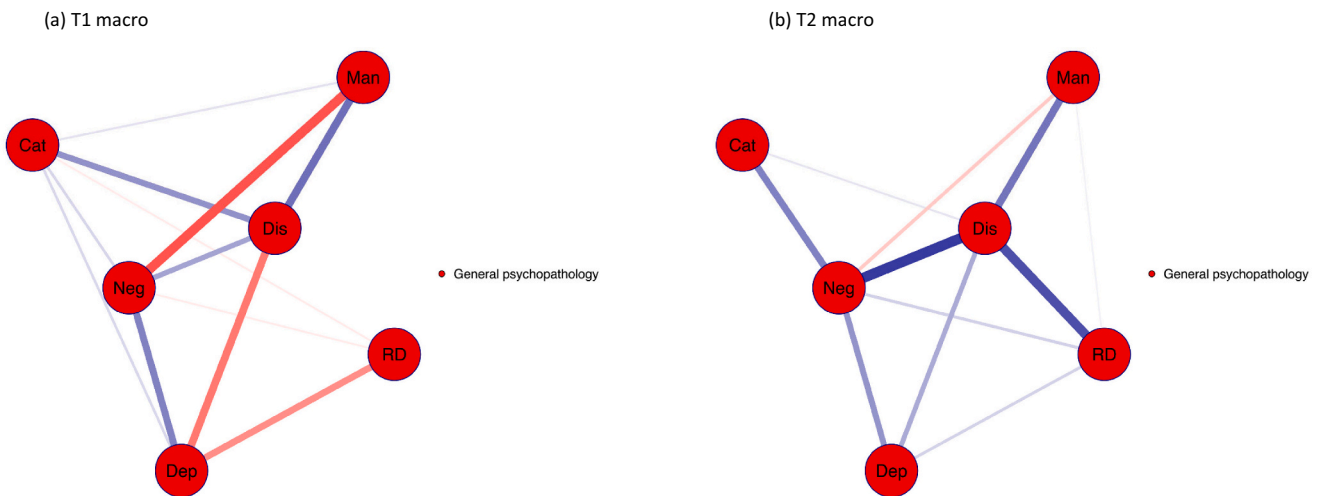 (a) T1 macro
Man
Cat
Dis
Neg
General psychopathology
RD
Dep
(b) T2 macro
Man
Cat
Dis
Neg
General psychopathology
RD
Dep